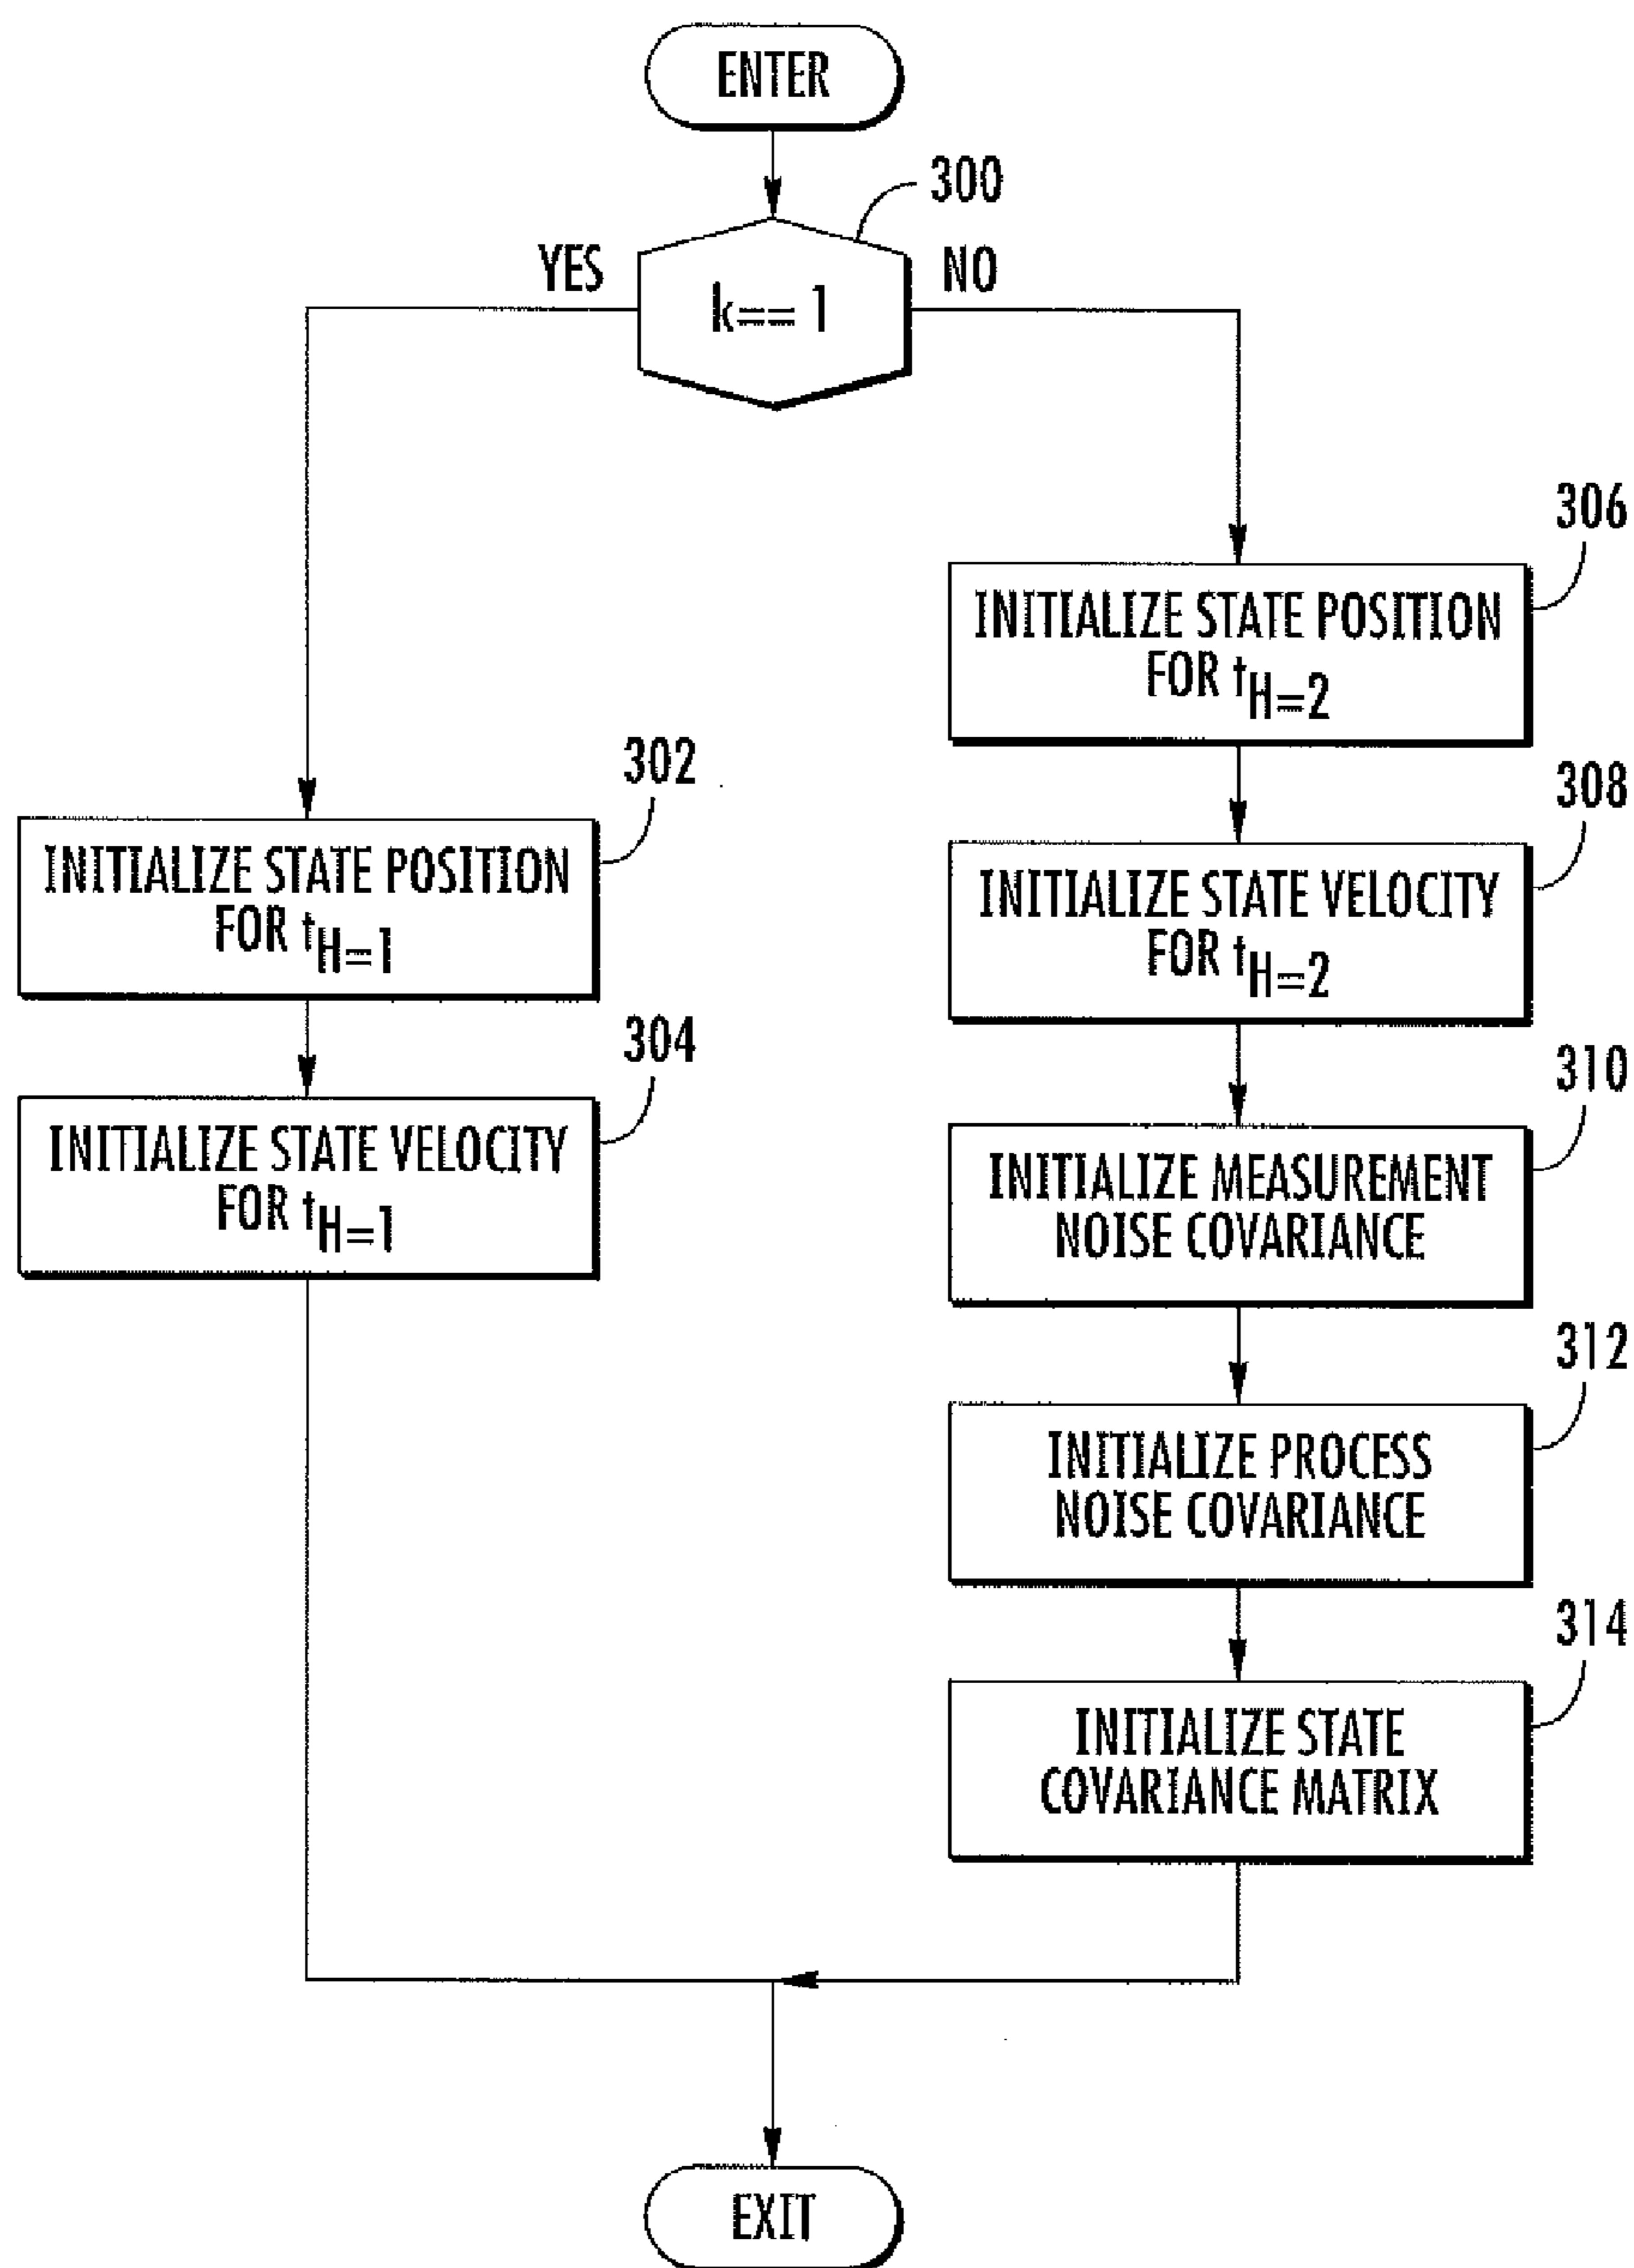 ENTER
300
YES
NO
k== 1
306
INITIALIZE STATE POSITION
FOR tH=2
302
308
INITIALIZE STATE POSITION
FOR tH=1
INITIALIZE STATE VELOCITY
FOR tH=2
304
310
INITIALIZE STATE VELOCITY
FOR tH=1
INITIALIZE MEASUREMENT
NOISE COVARIANCE
312
INITIALIZE PROCESS
NOISE COVARIANCE
314
INITIALIZE STATE
COVARIANCE MATRIX
EXIT